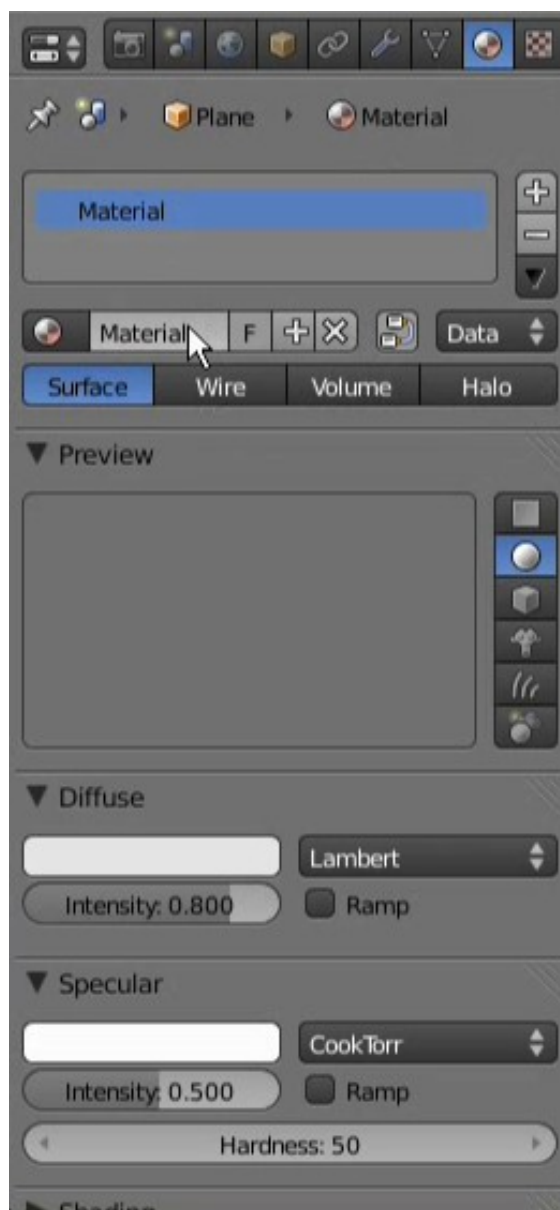 Plane Material
Material
Material F Data
Surface Wire Volume Halo
Preview
Diffuse
Lambert
Intensity: 0.800 Ramp
Specular
CookTorr
Intensity: 0.500 Ramp
Hardness: 50
Shading